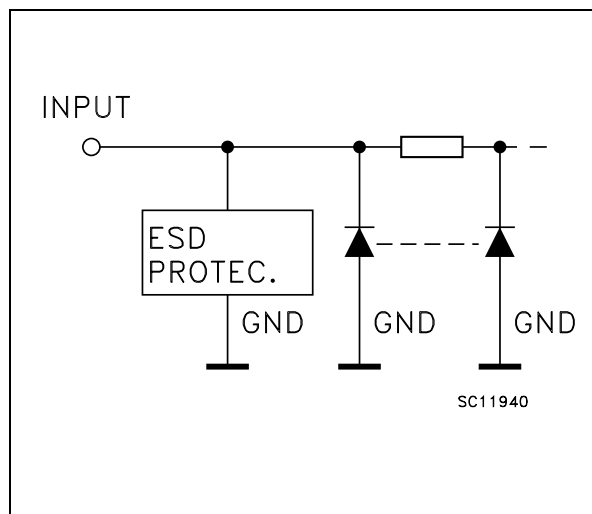 INPUT
ESD
PROTEC.
GND
GND
GND
SC11940